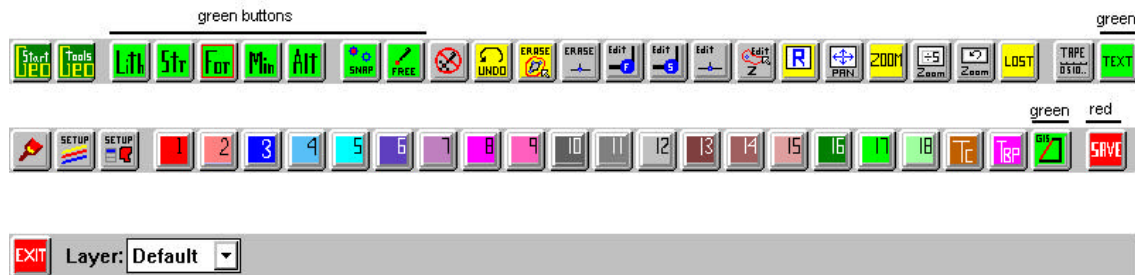 green buttons
green
Start Geo Tools Geo Lith Str For Min Alt SNAP FREE UNDO ERASE ERASE Edit F Edit S Edit Edit Z R PAN ZOOM ÷5 Zoom Zoom LOST TAPE 0510.. TEXT
green red
SETUP SETUP 1 2 3 4 5 6 7 8 9 10 11 12 13 14 15 16 17 18 Tc TBP GIS SAVE
EXIT Layer: Default